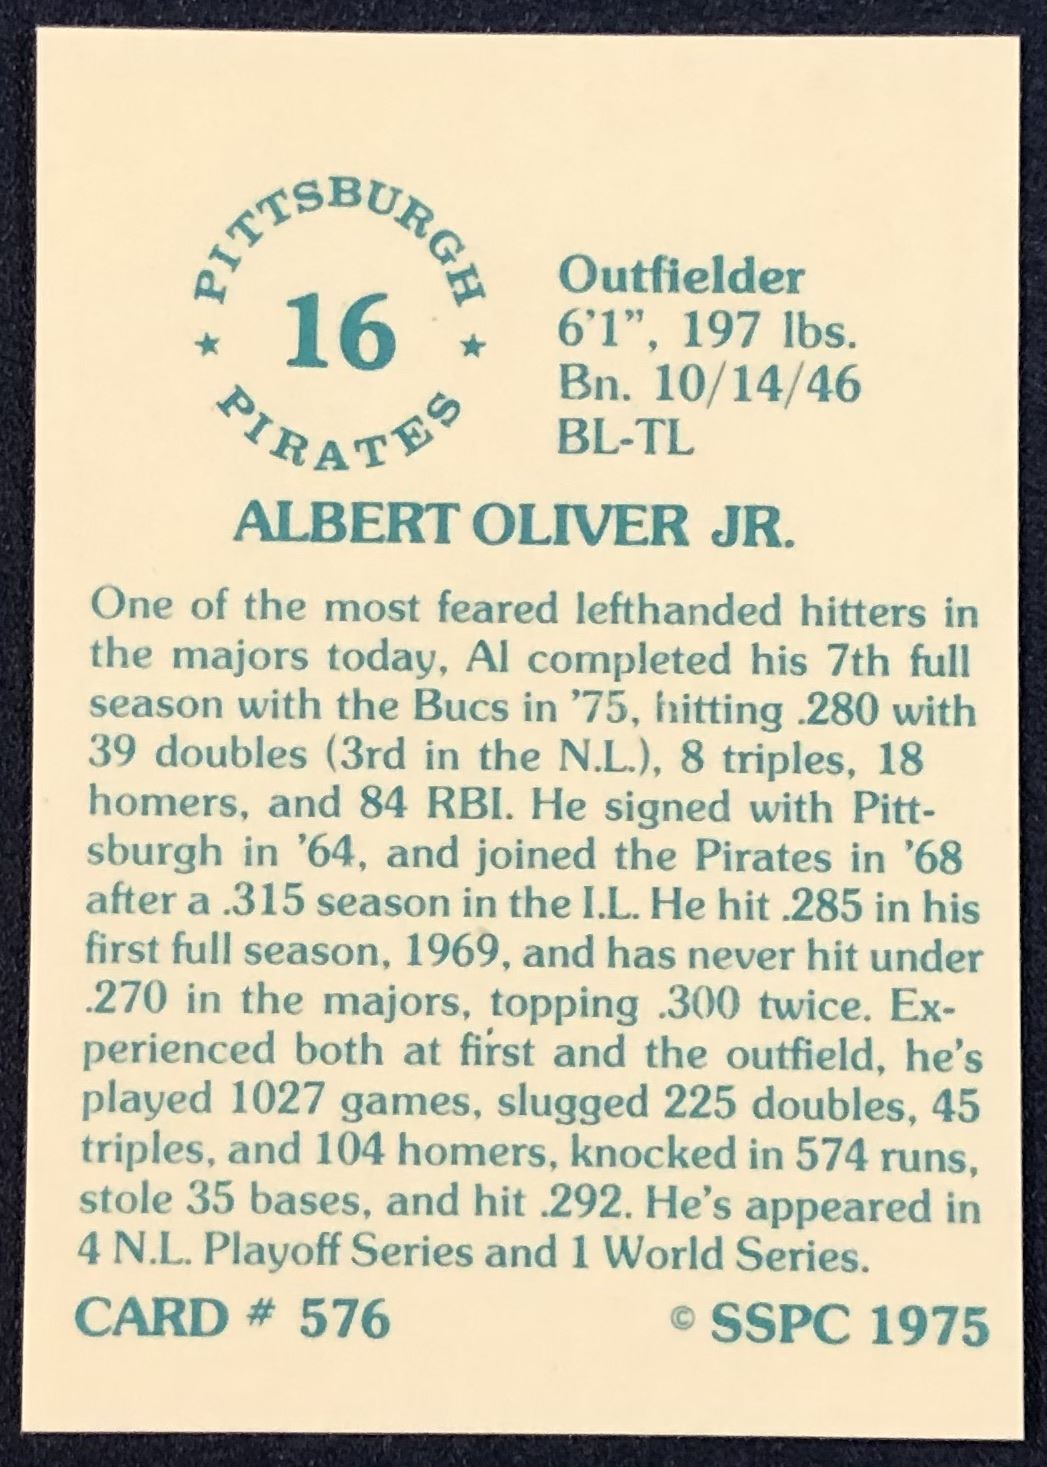 PITTSBURGH
★ 16 ★
PIRATES
Outfielder
6'1", 197 lbs.
Bn. 10/14/46
BL-TL
ALBERT OLIVER JR.
One of the most feared lefthanded hitters in
the majors today, Al completed his 7th full
season with the Bucs in '75, hitting .280 with
39 doubles (3rd in the N.L.), 8 triples, 18
homers, and 84 RBI. He signed with Pitt-
sburgh in '64, and joined the Pirates in '68
after a .315 season in the I.L. He hit .285 in his
first full season, 1969, and has never hit under
.270 in the majors, topping .300 twice. Ex-
perienced both at first and the outfield, he's
played 1027 games, slugged 225 doubles, 45
triples, and 104 homers, knocked in 574 runs,
stole 35 bases, and hit .292. He's appeared in
4 N.L. Playoff Series and 1 World Series.
CARD # 576
© SSPC 1975